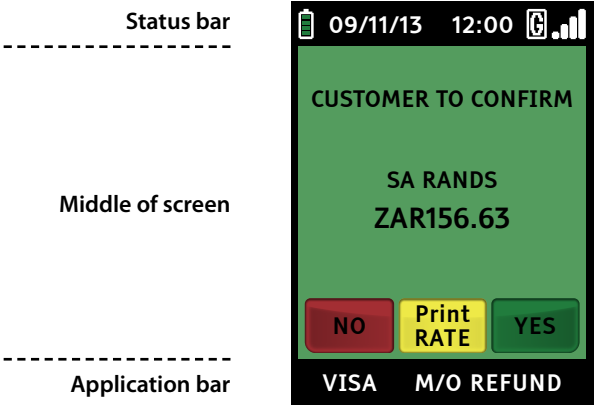 Status bar
09/11/13 12:00 G
CUSTOMER TO CONFIRM
Middle of screen
SA RANDS
ZAR156.63
NO
Print
RATE
YES
Application bar
VISA M/O REFUND